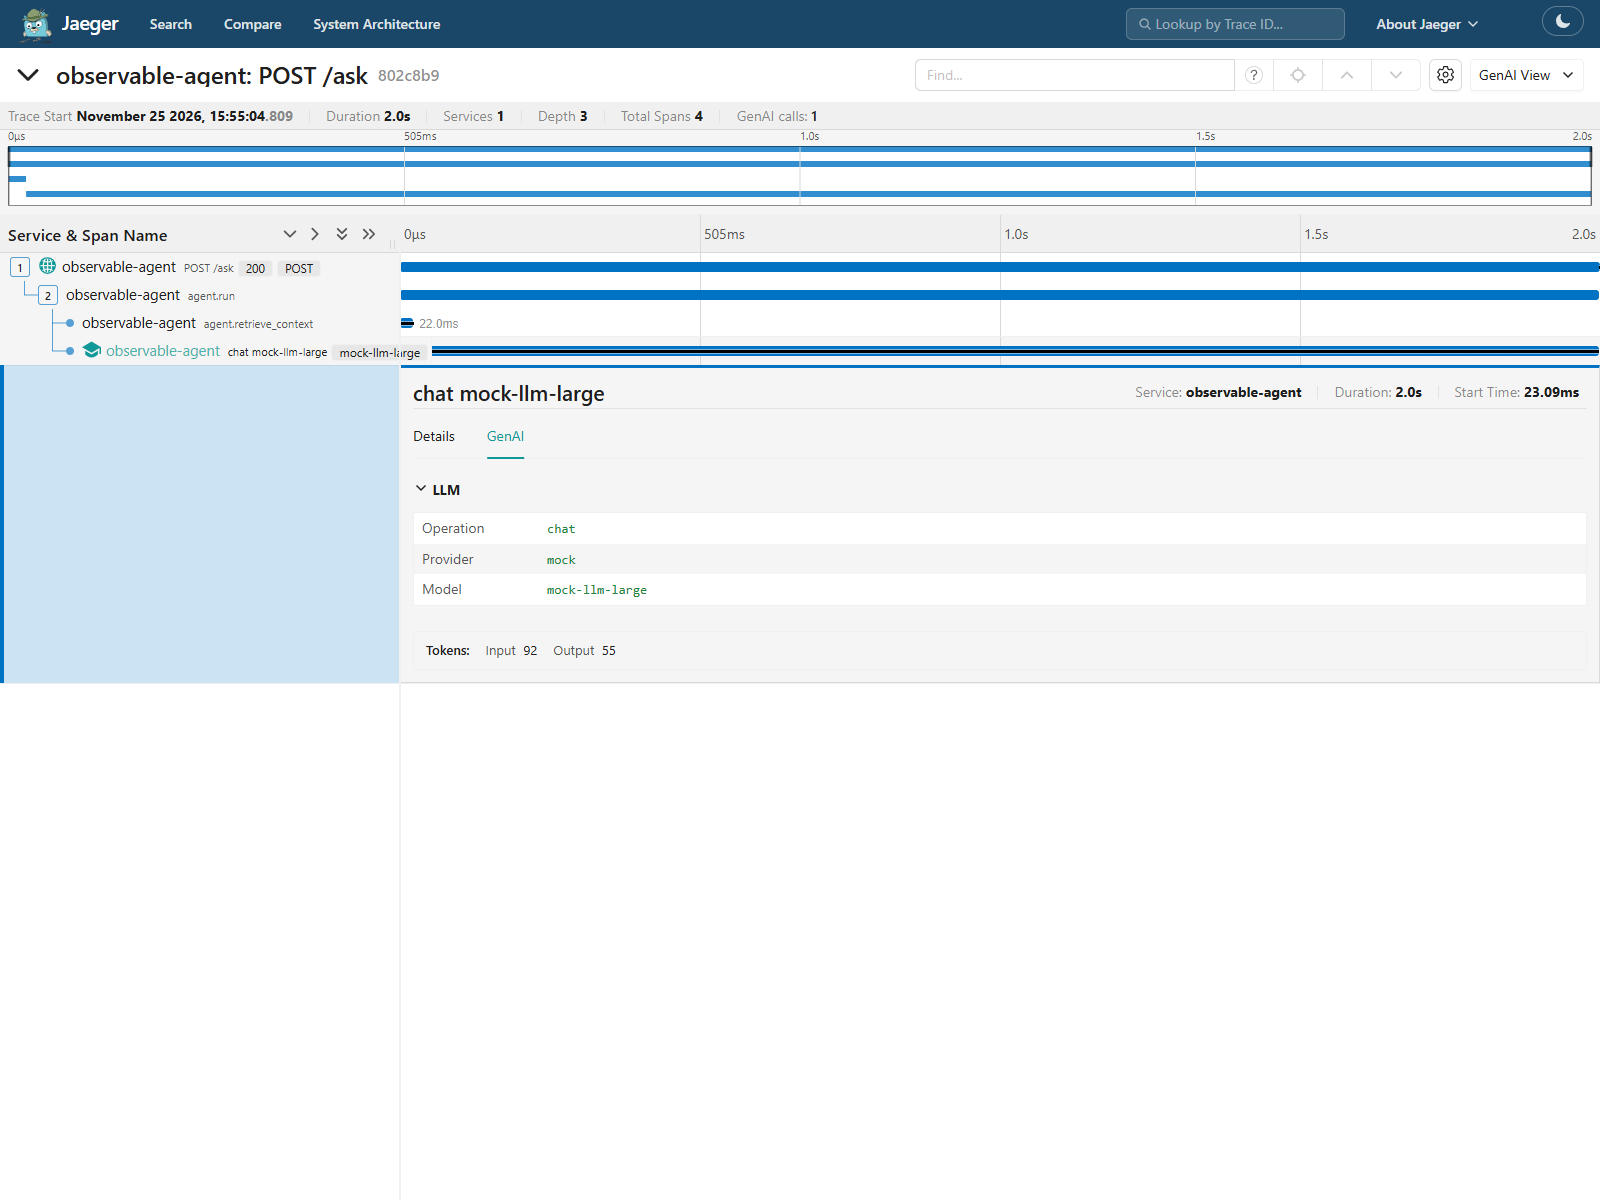 Jaeger Search Compare System Architecture Lookup by Trace ID... About Jaeger
observable-agent: POST /ask 802c8b9 Find... ? GenAI View
Trace Start November 25 2026, 15:55:04.809 Duration 2.0s Services 1 Depth 3 Total Spans 4 GenAI calls: 1
0μs 505ms 1.0s 1.5s 2.0s
Service & Span Name 0μs 505ms 1.0s 1.5s 2.0s
1 observable-agent POST /ask 200 POST
2 observable-agent agent.run
observable-agent agent.retrieve_context 22.0ms
observable-agent chat mock-llm-large mock-llm-large
chat mock-llm-large Service: observable-agent Duration: 2.0s Start Time: 23.09ms
Details GenAI
LLM
Operation chat
Provider mock
Model mock-llm-large
Tokens: Input 92 Output 55